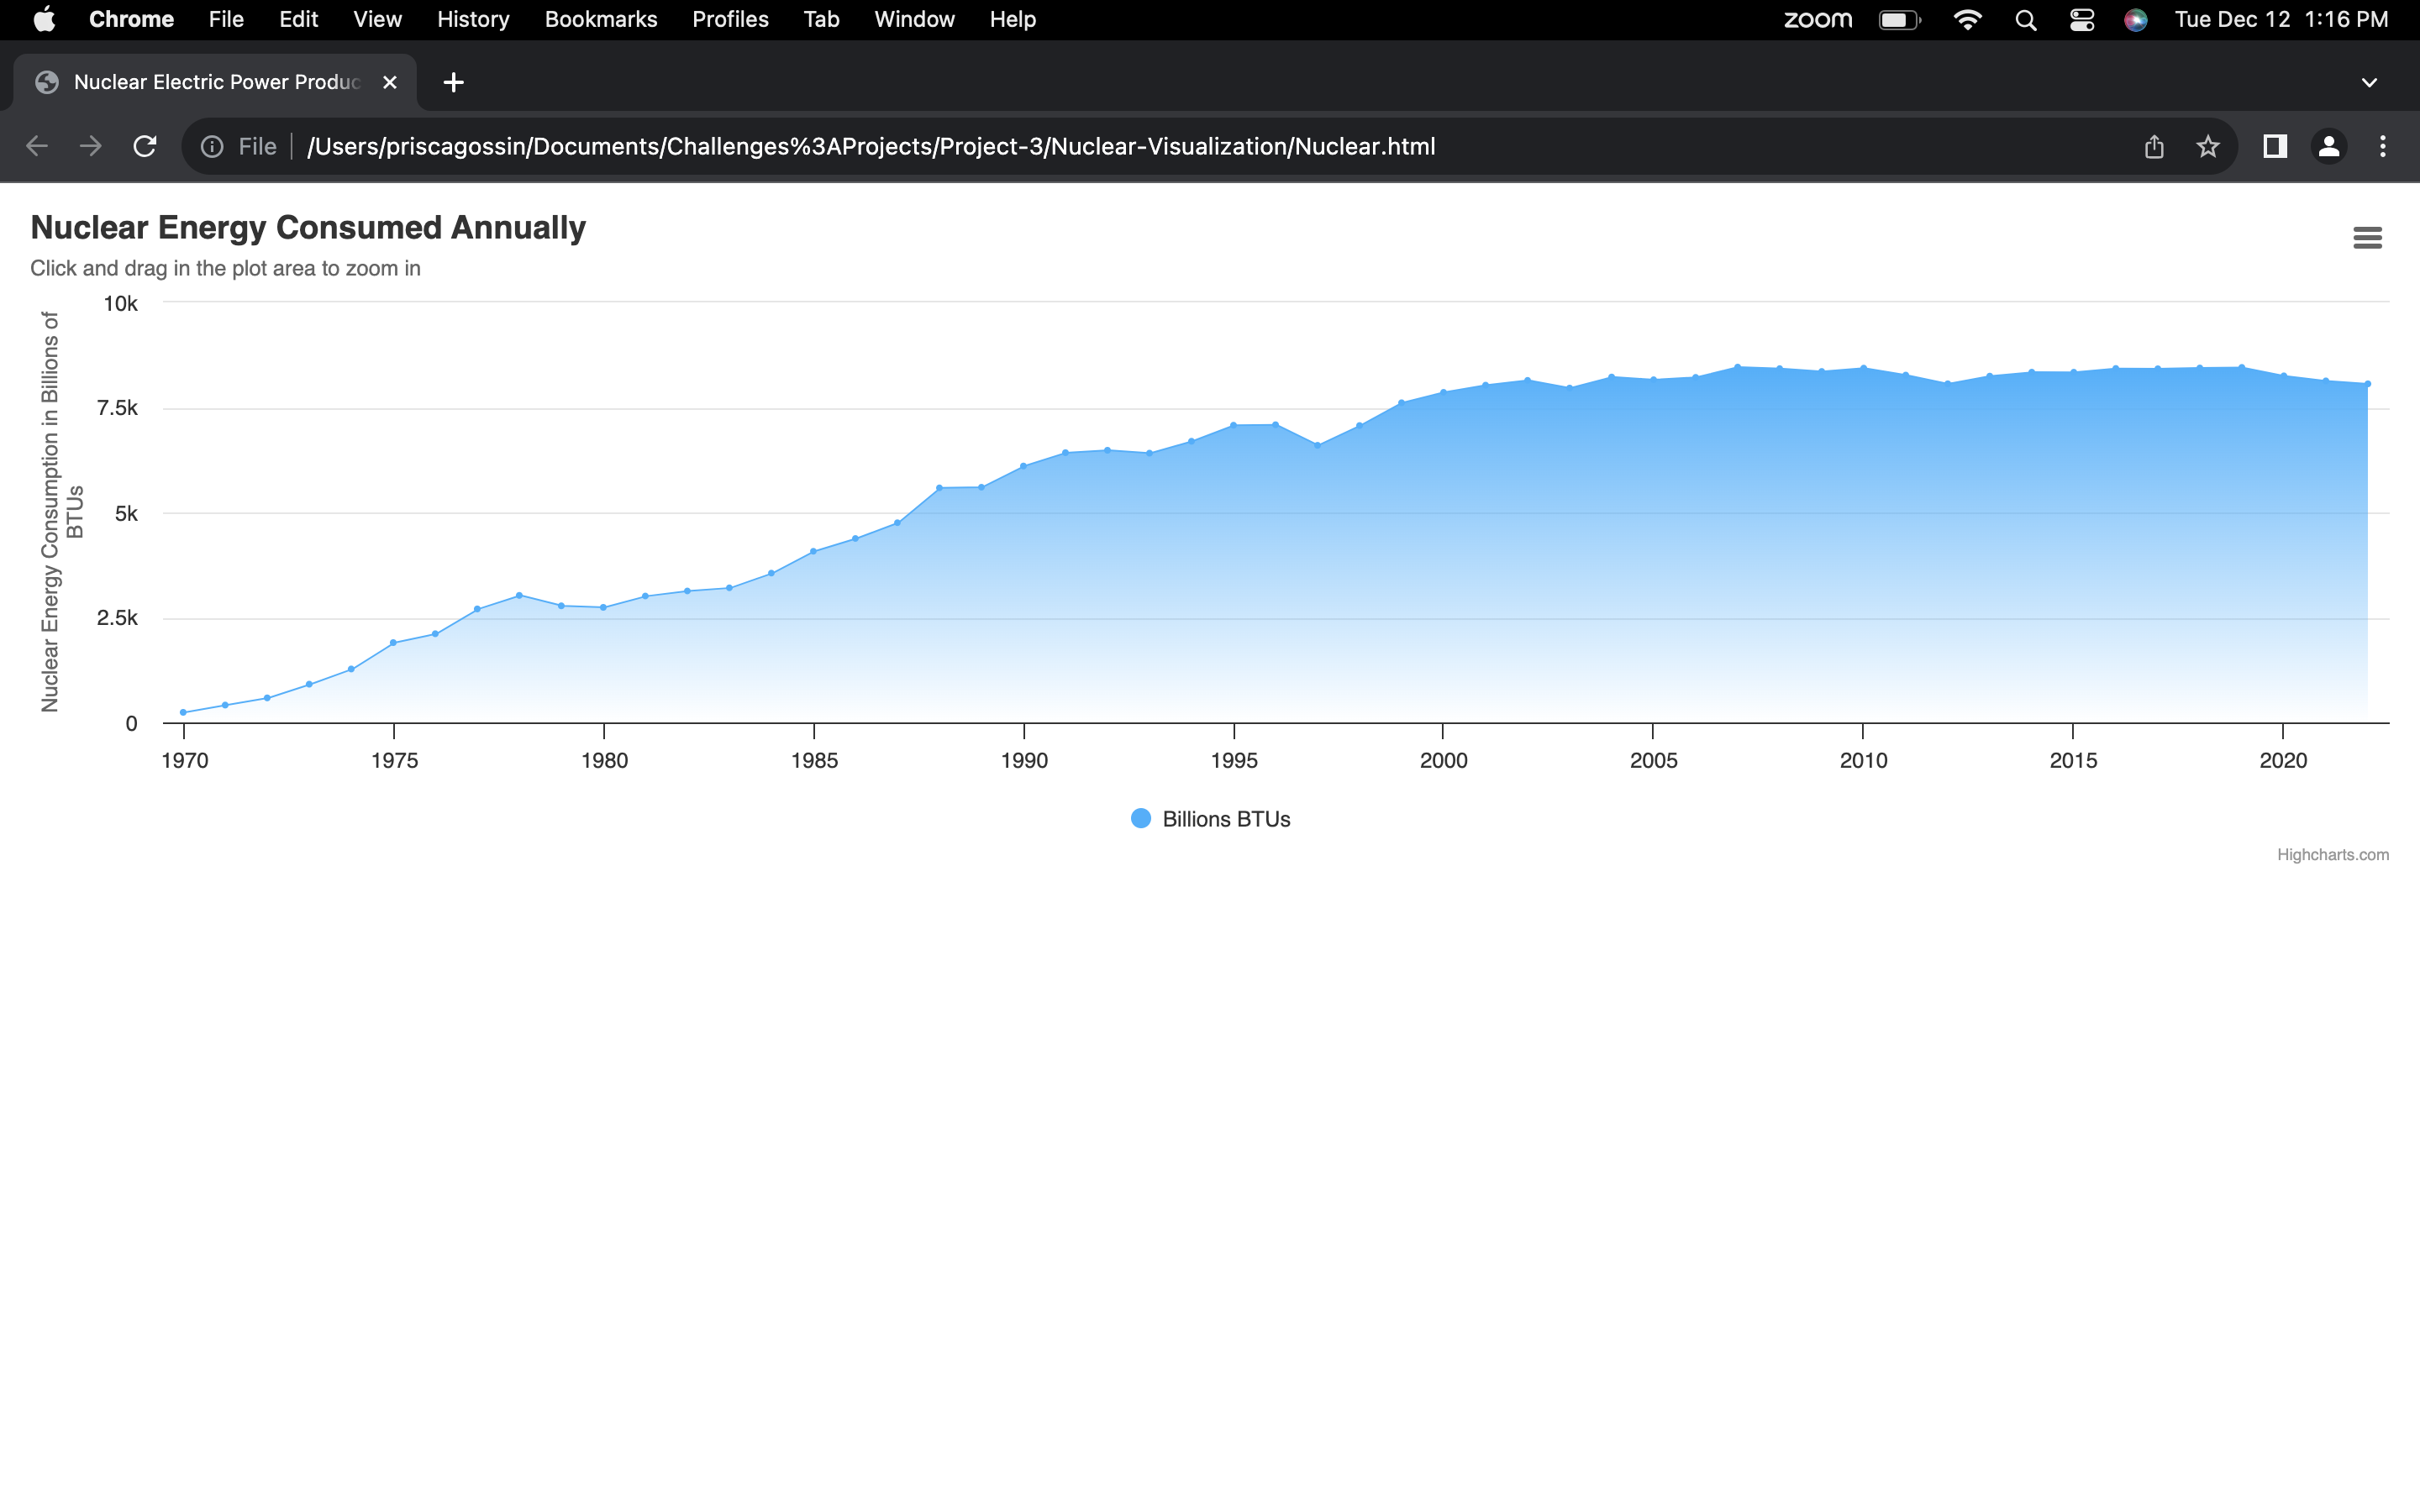 Chrome File Edit View History Bookmarks Profiles Tab Window Help zoom Tue Dec 12 1:16 PM
Nuclear Electric Power Produc
File /Users/priscagossin/Documents/Challenges%3AProjects/Project-3/Nuclear-Visualization/Nuclear.html
Nuclear Energy Consumed Annually
Click and drag in the plot area to zoom in
Nuclear Energy Consumption in Billions of
BTUs
10k
7.5k
5k
2.5k
0
1970 1975 1980 1985 1990 1995 2000 2005 2010 2015 2020
Billions BTUs
Highcharts.com